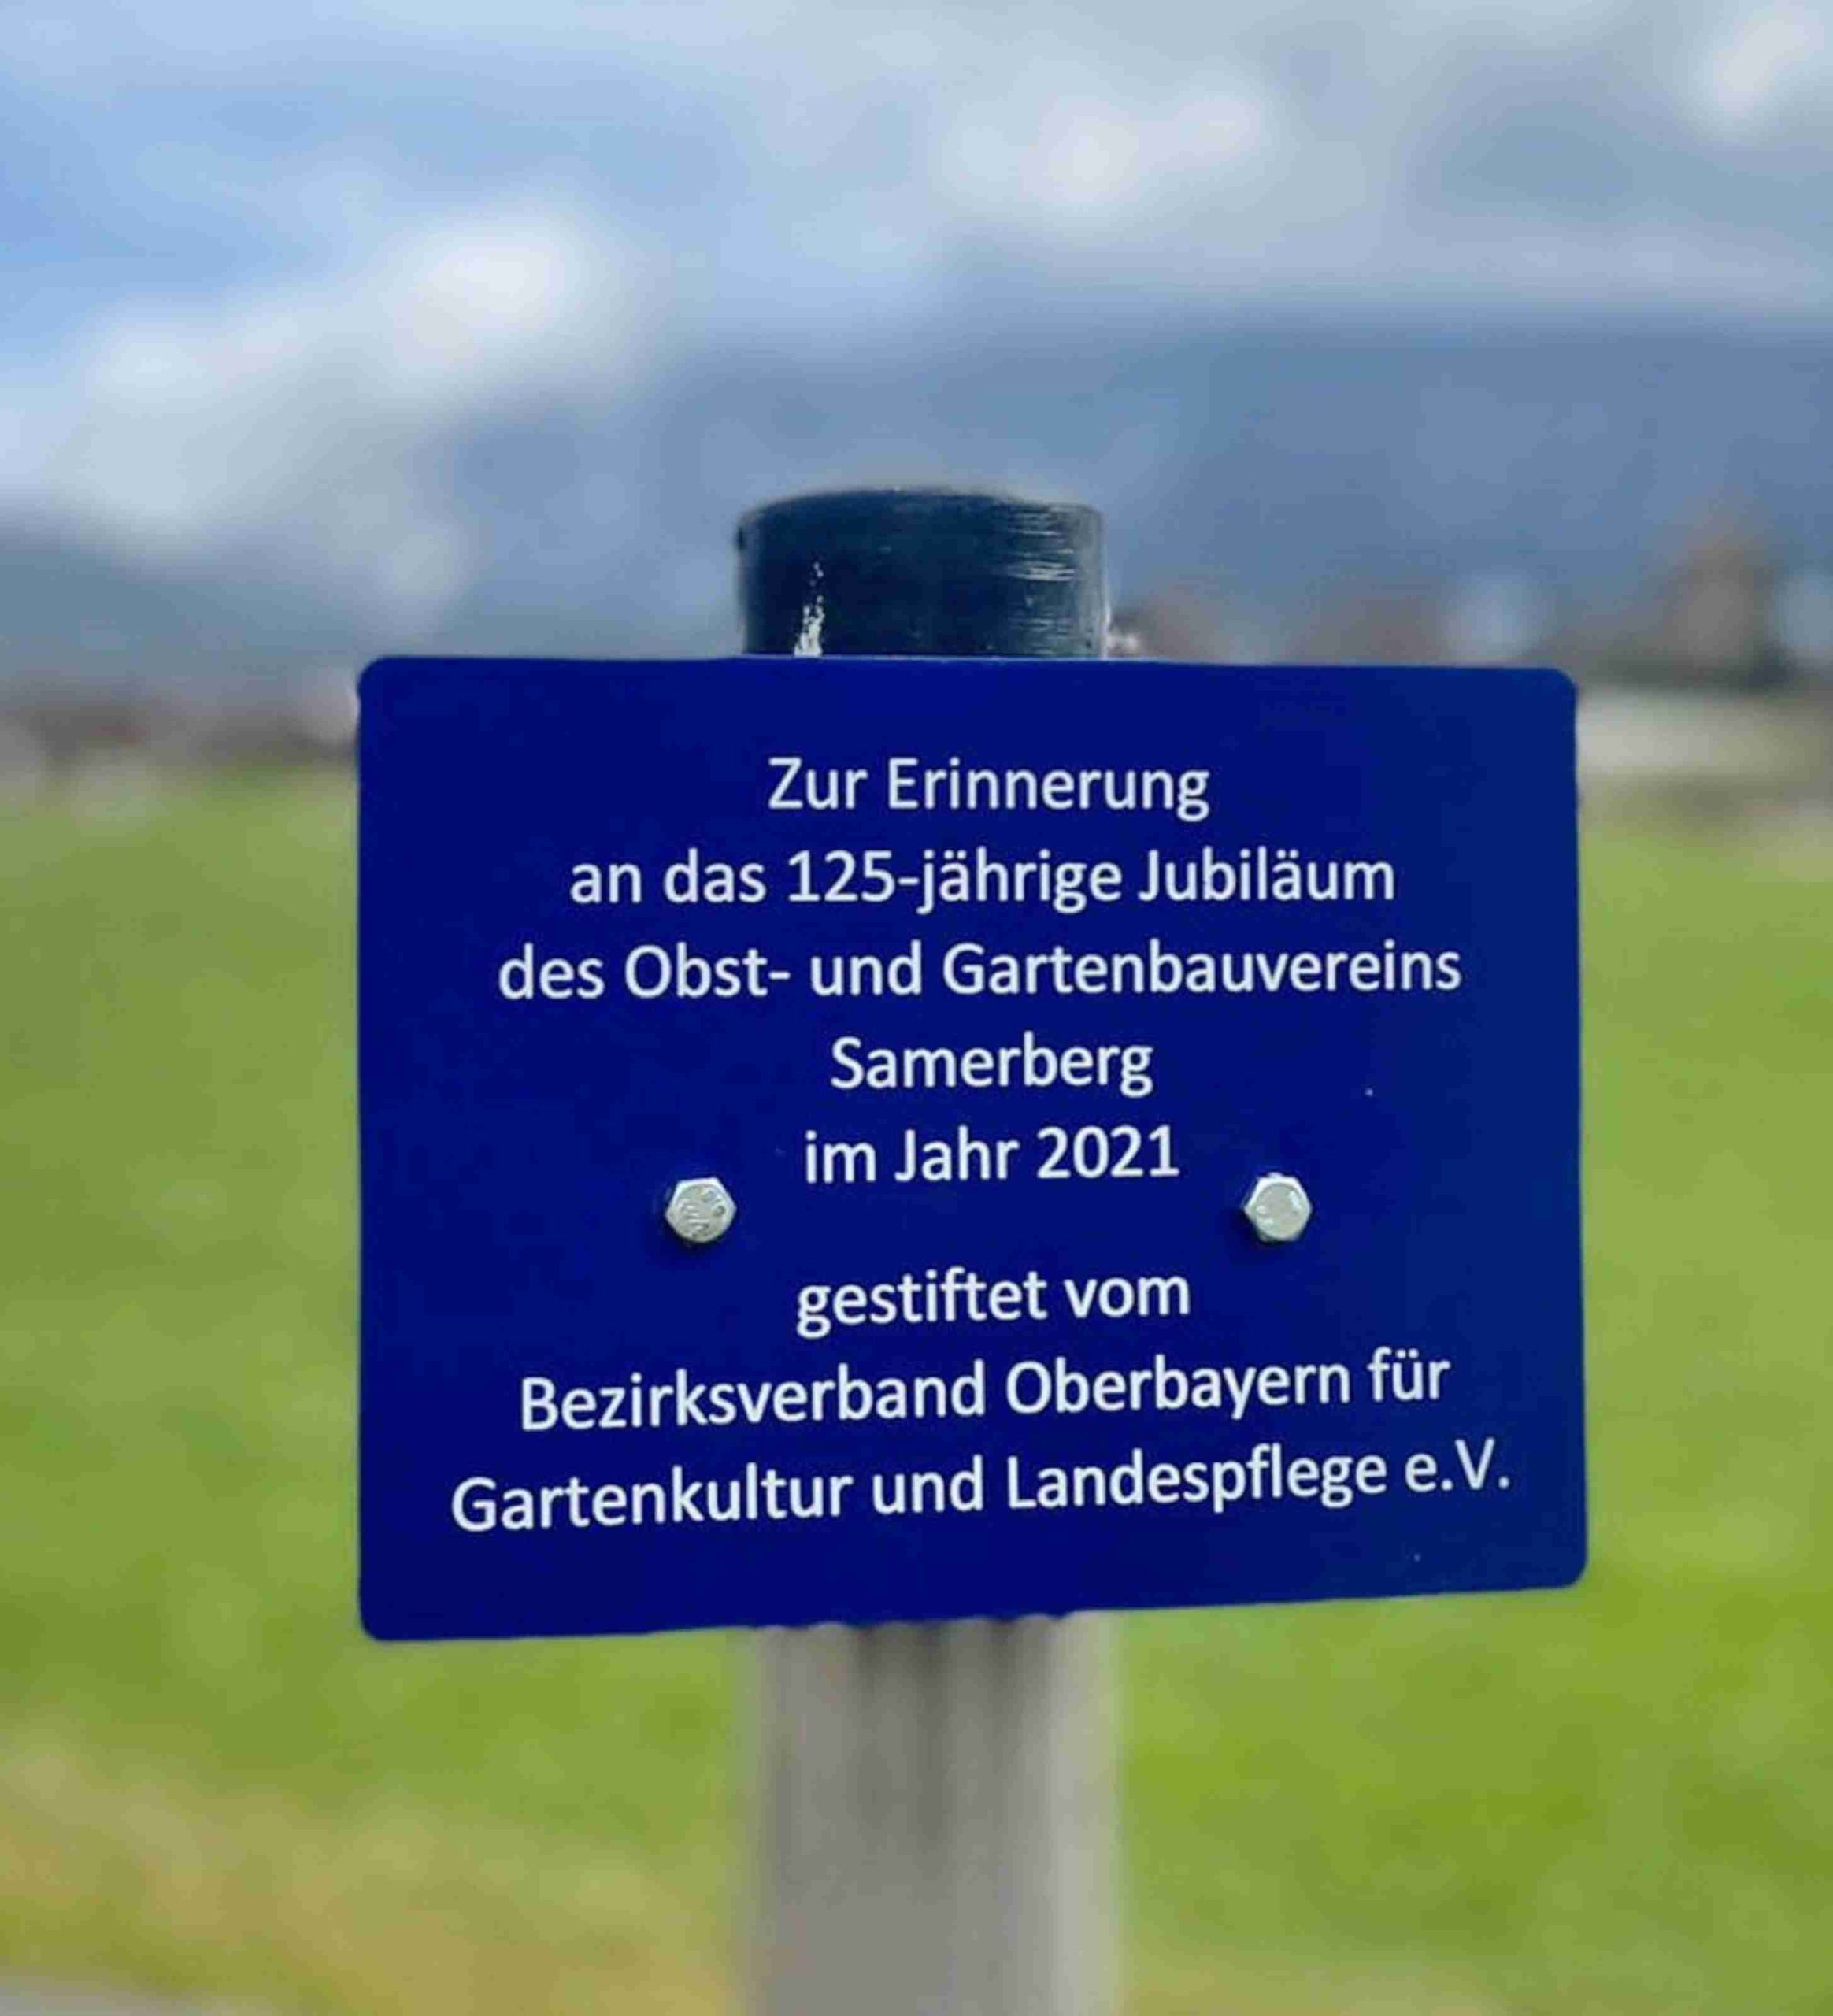 Zur Erinnerung
an das 125-jährige Jubiläum
des Obst- und Gartenbauvereins
Samerberg
im Jahr 2021
gestiftet vom
Bezirksverband Oberbayern für
Gartenkultur und Landespflege e.V.